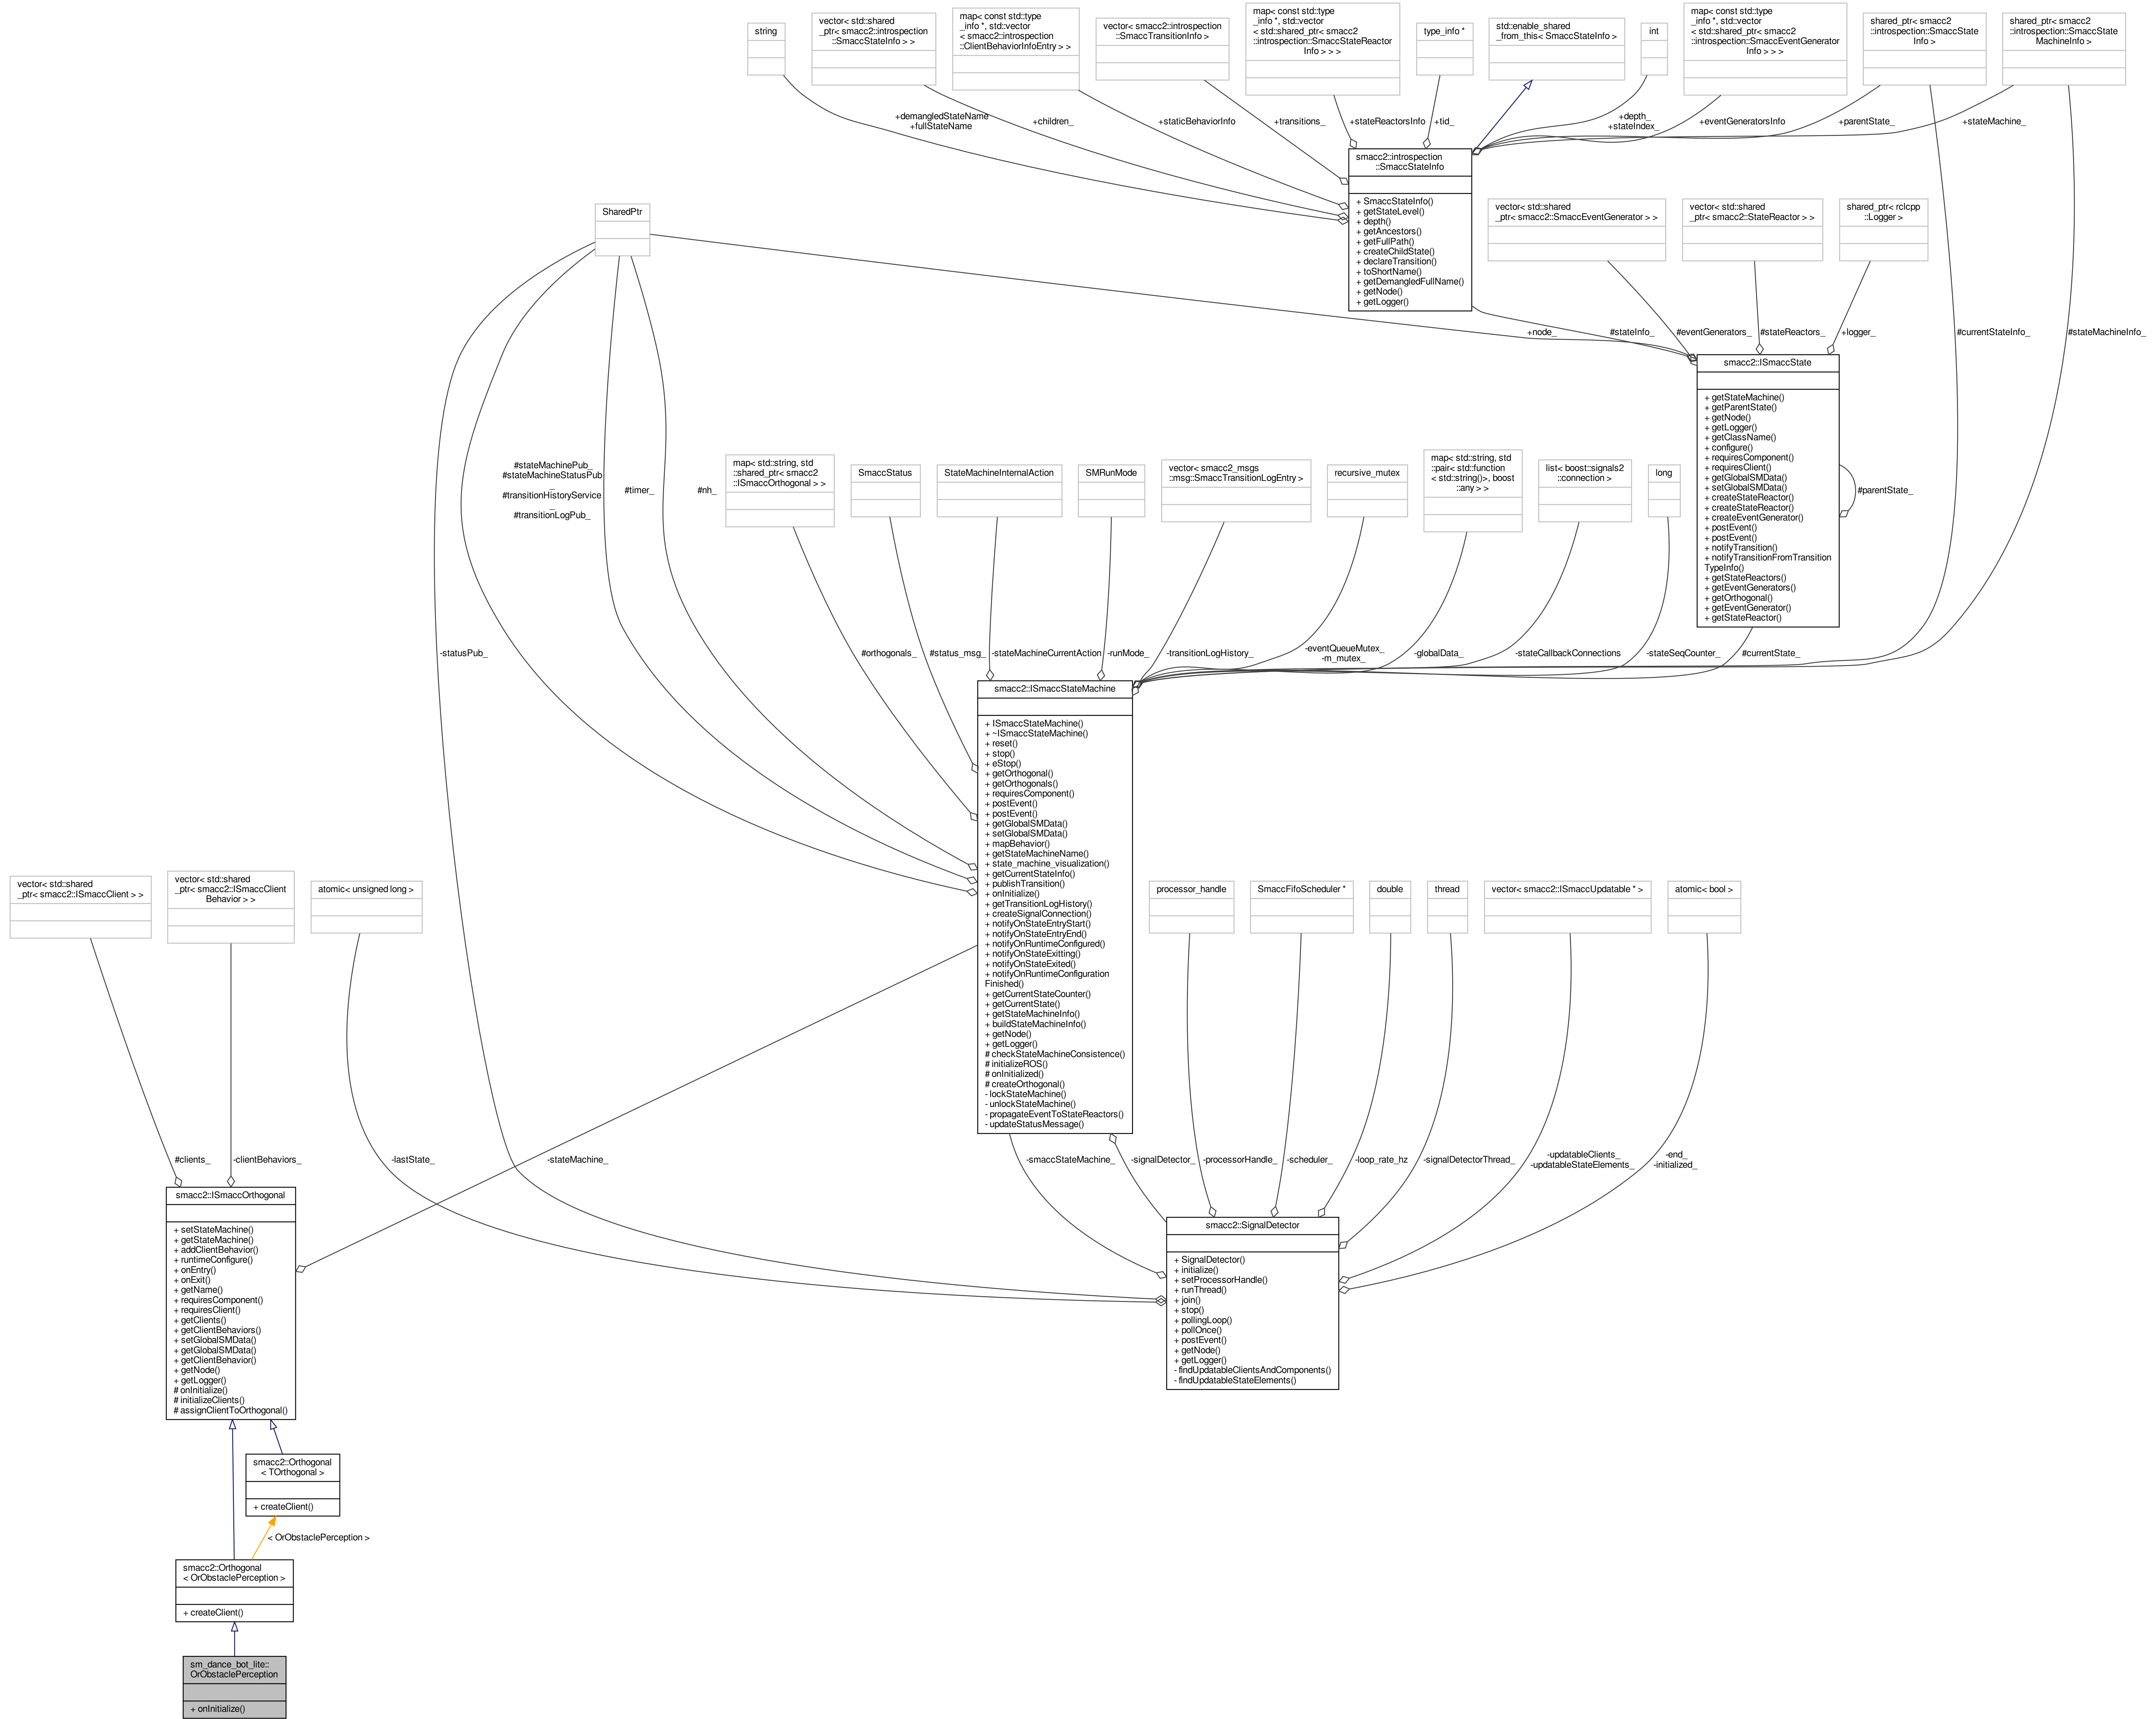 string
vector< std::shared
_ptr< smacc2::introspection
::SmaccStateInfo > >
map< const std::type
_info *, std::vector
< smacc2::introspection
::ClientBehaviorInfoEntry > >
vector< smacc2::introspection
::SmaccTransitionInfo >
map< const std::type
_info *, std::vector
< std::shared_ptr< smacc2
::introspection::SmaccStateReactor
Info > > >
type_info *
std::enable_shared
_from_this< SmaccStateInfo >
int
map< const std::type
_info *, std::vector
< std::shared_ptr< smacc2
::introspection::SmaccEventGenerator
Info > > >
shared_ptr< smacc2
::introspection::SmaccState
Info >
shared_ptr< smacc2
::introspection::SmaccState
MachineInfo >
+demangledStateName
+fullStateName
+children_
+staticBehaviorInfo
+transitions_
+stateReactorsInfo
+tid_
+depth_
+stateIndex_
+eventGeneratorsInfo
+parentState_
+stateMachine_
smacc2::introspection
::SmaccStateInfo
+ SmaccStateInfo()
+ getStateLevel()
+ depth()
+ getAncestors()
+ getFullPath()
+ createChildState()
+ declareTransition()
+ toShortName()
+ getDemangledFullName()
+ getNode()
+ getLogger()
SharedPtr
vector< std::shared
_ptr< smacc2::SmaccEventGenerator > >
vector< std::shared
_ptr< smacc2::StateReactor > >
shared_ptr< rclcpp
::Logger >
+node_
#stateInfo_
#eventGenerators_
#stateReactors_
+logger_
#currentStateInfo_
#stateMachineInfo_
smacc2::ISmaccState
+ getStateMachine()
+ getParentState()
+ getNode()
+ getLogger()
+ getClassName()
+ configure()
+ requiresComponent()
+ requiresClient()
+ getGlobalSMData()
+ setGlobalSMData()
+ createStateReactor()
+ createStateReactor()
+ createEventGenerator()
+ postEvent()
+ postEvent()
+ notifyTransition()
+ notifyTransitionFromTransition
TypeInfo()
+ getStateReactors()
+ getEventGenerators()
+ getOrthogonal()
+ getEventGenerator()
+ getStateReactor()
#parentState_
#stateMachinePub_
#stateMachineStatusPub
_
#transitionHistoryService
_
#transitionLogPub_
#timer_
#nh_
map< std::string, std
::shared_ptr< smacc2
::ISmaccOrthogonal > >
SmaccStatus
StateMachineInternalAction
SMRunMode
vector< smacc2_msgs
::msg::SmaccTransitionLogEntry >
recursive_mutex
map< std::string, std
::pair< std::function
< std::string()>, boost
::any > >
list< boost::signals2
::connection >
long
-statusPub_
#orthogonals_
#status_msg_
-stateMachineCurrentAction
-runMode_
-transitionLogHistory_
-eventQueueMutex_
-m_mutex_
-globalData_
-stateCallbackConnections
-stateSeqCounter_
#currentState_
smacc2::ISmaccStateMachine
+ ISmaccStateMachine()
+ ~ISmaccStateMachine()
+ reset()
+ stop()
+ eStop()
+ getOrthogonal()
+ getOrthogonals()
+ requiresComponent()
+ postEvent()
+ postEvent()
+ getGlobalSMData()
+ setGlobalSMData()
+ mapBehavior()
+ getStateMachineName()
+ state_machine_visualization()
+ getCurrentStateInfo()
+ publishTransition()
+ onInitialize()
+ getTransitionLogHistory()
+ createSignalConnection()
+ notifyOnStateEntryStart()
+ notifyOnStateEntryEnd()
+ notifyOnRuntimeConfigured()
+ notifyOnStateExitting()
+ notifyOnStateExited()
+ notifyOnRuntimeConfiguration
Finished()
+ getCurrentStateCounter()
+ getCurrentState()
+ getStateMachineInfo()
+ buildStateMachineInfo()
+ getNode()
+ getLogger()
# checkStateMachineConsistence()
# initializeROS()
# onInitialized()
# createOrthogonal()
- lockStateMachine()
- unlockStateMachine()
- propagateEventToStateReactors()
- updateStatusMessage()
vector< std::shared
_ptr< smacc2::ISmaccClient > >
vector< std::shared
_ptr< smacc2::ISmaccClient
Behavior > >
atomic< unsigned long >
processor_handle
SmaccFifoScheduler *
double
thread
vector< smacc2::ISmaccUpdatable * >
atomic< bool >
#clients_
-clientBehaviors_
-lastState_
-stateMachine_
-smaccStateMachine_
-signalDetector_
-processorHandle_
-scheduler_
-loop_rate_hz
-signalDetectorThread_
-updatableClients_
-updatableStateElements_
-end_
-initialized_
smacc2::ISmaccOrthogonal
+ setStateMachine()
+ getStateMachine()
+ addClientBehavior()
+ runtimeConfigure()
+ onEntry()
+ onExit()
+ getName()
+ requiresComponent()
+ requiresClient()
+ getClients()
+ getClientBehaviors()
+ setGlobalSMData()
+ getGlobalSMData()
+ getClientBehavior()
+ getNode()
+ getLogger()
# onInitialize()
# initializeClients()
# assignClientToOrthogonal()
smacc2::SignalDetector
+ SignalDetector()
+ initialize()
+ setProcessorHandle()
+ runThread()
+ join()
+ stop()
+ pollingLoop()
+ pollOnce()
+ postEvent()
+ getNode()
+ getLogger()
- findUpdatableClientsAndComponents()
- findUpdatableStateElements()
smacc2::Orthogonal
< TOrthogonal >
+ createClient()
< OrObstaclePerception >
smacc2::Orthogonal
< OrObstaclePerception >
+ createClient()
sm_dance_bot_lite::
OrObstaclePerception
+ onInitialize()